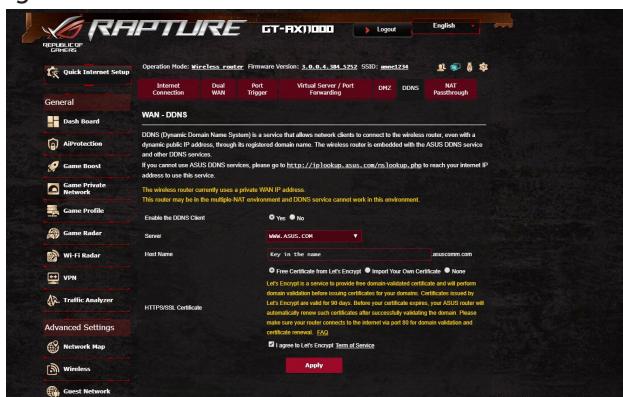 RAPTURE
GT-AX11000
Logout
English
REPUBLIC OF
GAMERS
Quick Internet Setup
Operation Mode: Wireless router Firmware Version: 3.0.0.4.384_5252 SSID:
Internet Connection
Dual WAN
Port Trigger
Virtual Server / Port Forwarding
DMZ
DDNS
NAT Passthrough
General
Dash Board
AiProtection
Game Boost
Game Private Network
Game Profile
Game Radar
Wi-Fi Radar
VPN
Traffic Analyzer
Advanced Settings
Network Map
Wireless
Guest Network
WAN - DDNS
DDNS (Dynamic Domain Name System) is a service that allows network clients to connect to the wireless router, even with a
dynamic public IP address, through its registered domain name. The wireless router is embedded with the ASUS DDNS service
and other DDNS services.
If you cannot use ASUS DDNS services, please go to http://iplookup.asus.com/nslookup.php to reach your internet IP
address to use this service.
The wireless router currently uses a private WAN IP address.
This router may be in the multiple-NAT environment and DDNS service cannot work in this environment.
Enable the DDNS Client
Yes No
Server
WWW.ASUS.COM
Host Name
Key in the name
.asuscomm.com
HTTPS/SSL Certificate
Free Certificate from Let's Encrypt Import Your Own Certificate None
Let's Encrypt is a service to provide free domain-validated certificate and will perform
domain validation before issuing certificates for your domains. Certificates issued by
Let's Encrypt are valid for 90 days. Before your certificate expires, your ASUS router will
automatically renew such certificates after successfully validating the domain. Please
make sure your router connects to the internet via port 80 for domain validation and
certificate renewal. FAQ
I agree to Let's Encrypt Term of Service
Apply